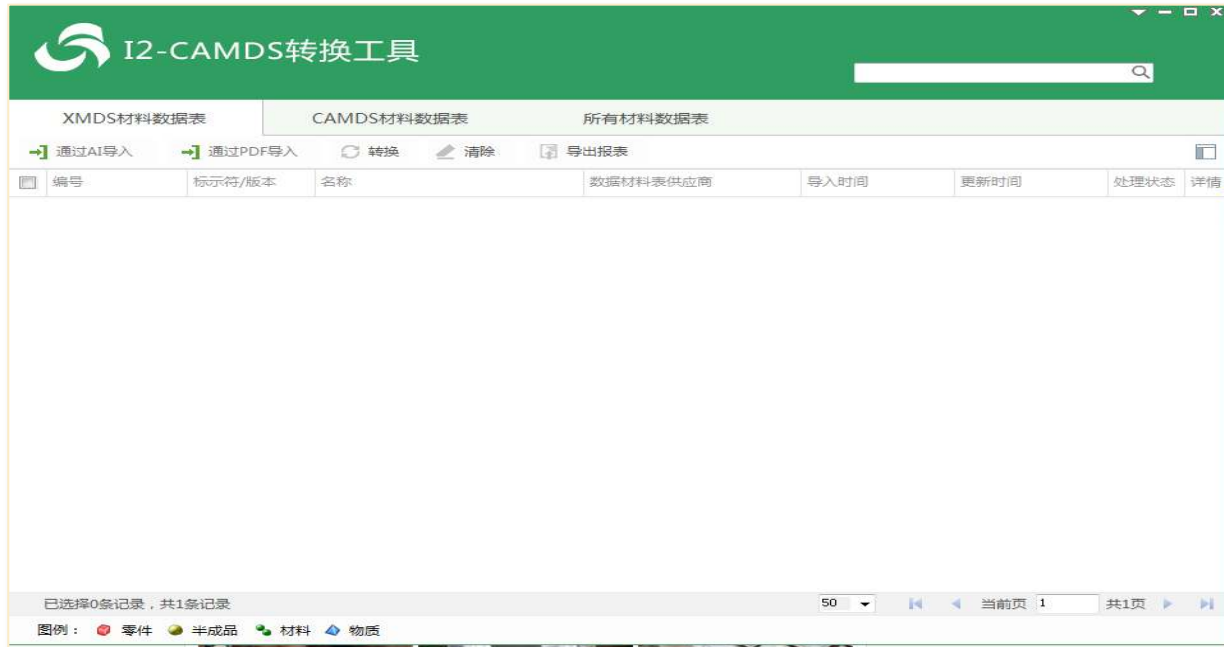 I2-CAMDS转换工具
XMDS材料数据表 CAMDS材料数据表 所有材料数据表
通过AI导入 通过PDF导入 转换 清除 导出报表
编号 标示符/版本 名称 数据材料表供应商 导入时间 更新时间 处理状态 详情
已选择0条记录，共1条记录 50 当前页 1 共1页
图例： 零件 半成品 材料 物质